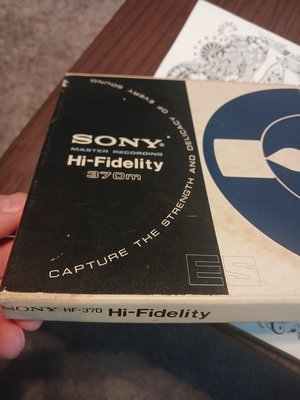 SONY®
MASTER RECORDING
Hi-Fidelity
370m
CAPTURE THE STRENGTH AND DELICACY OF EVERY SOUND
ES
SONY HF-370 Hi-Fidelity